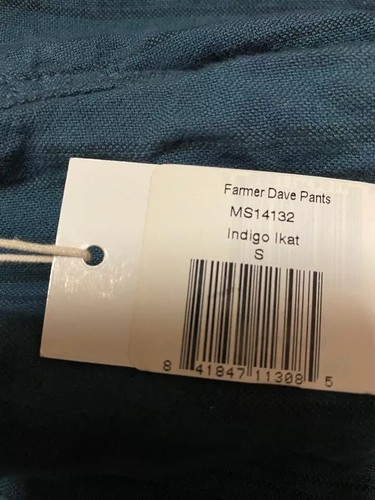 Farmer Dave Pants
MS14132
Indigo Ikat
S
8 41847 11308 5